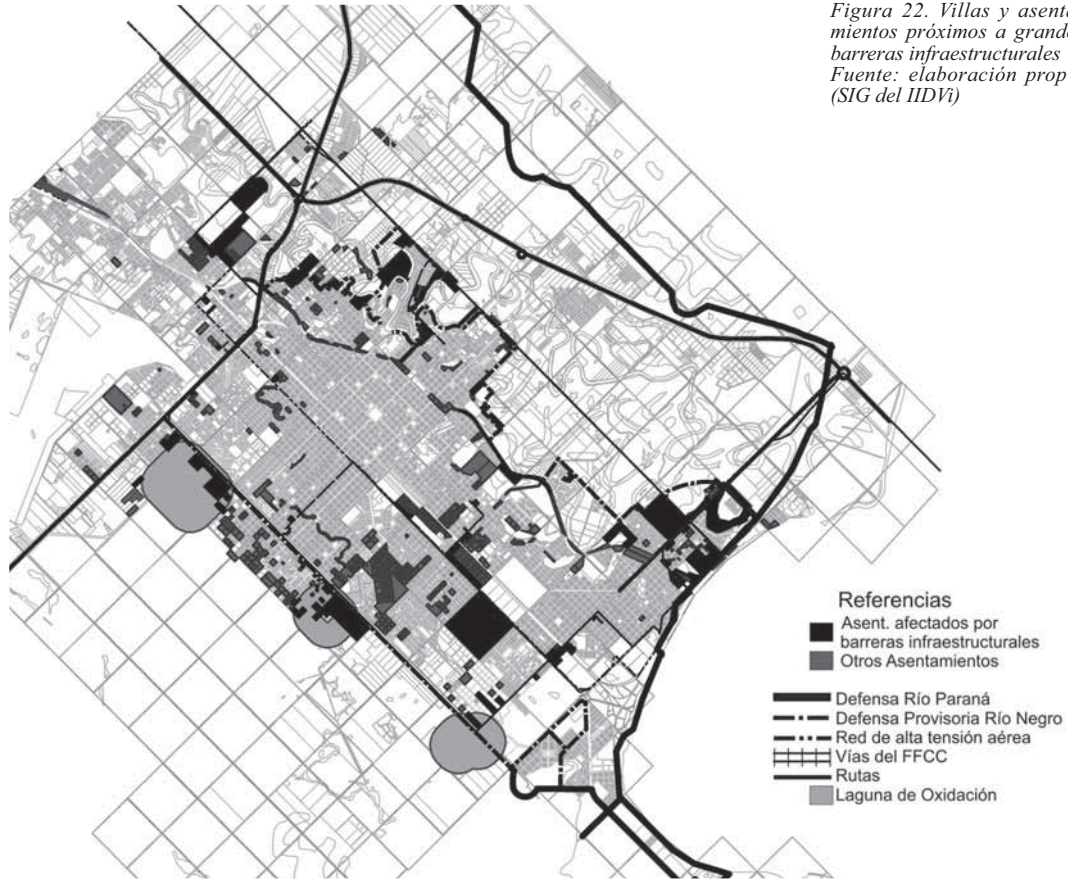 Figura 22. Villas y asenta
mientos próximos a grand
barreras infraestructurales
Fuente: elaboración prop
(SIG del IIDVi)
Referencias
Asent. afectados por
barreras infraestructurales
Otros Asentamientos
Defensa Río Paraná
Defensa Provisoria Río Negro
Red de alta tensión aérea
Vías del FFCC
Rutas
Laguna de Oxidación